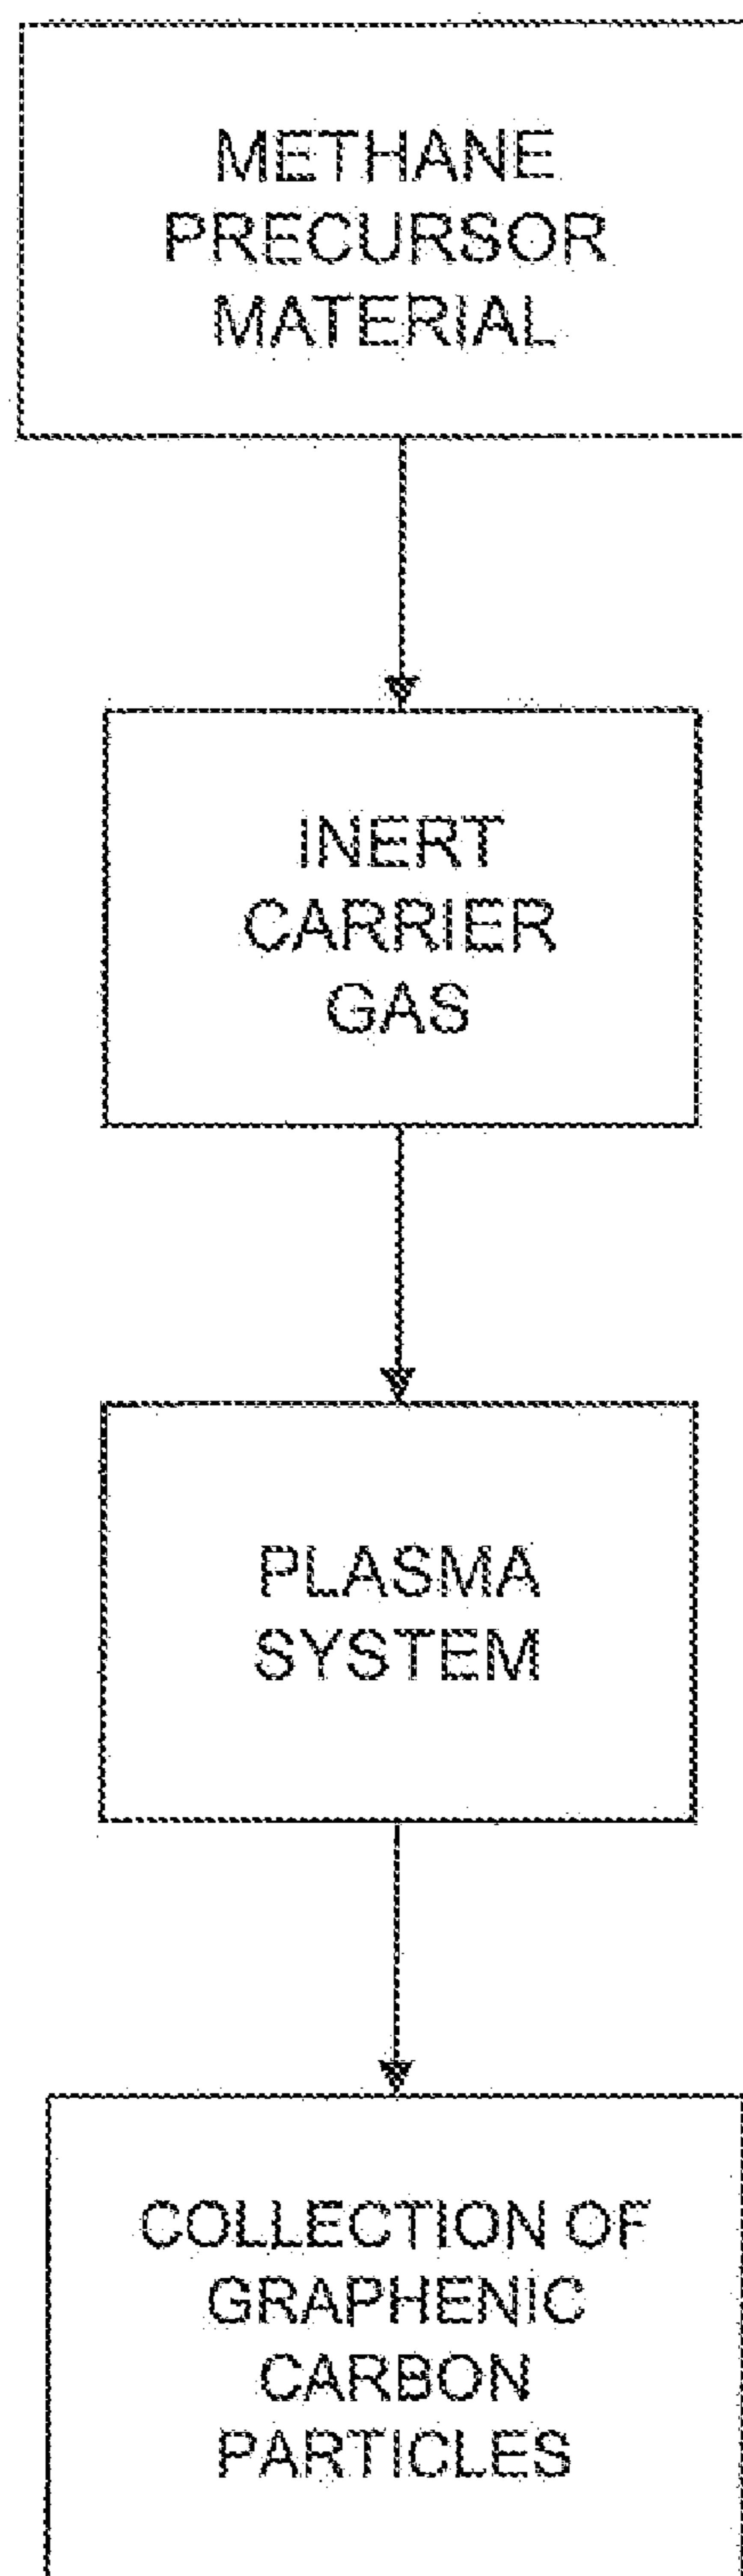 METHANE
PRECURSOR
MATERIAL
INERT
CARRIER
GAS
PLASMA
SYSTEM
COLLECTION OF
GRAPHENIC
CARBON
PARTICLES